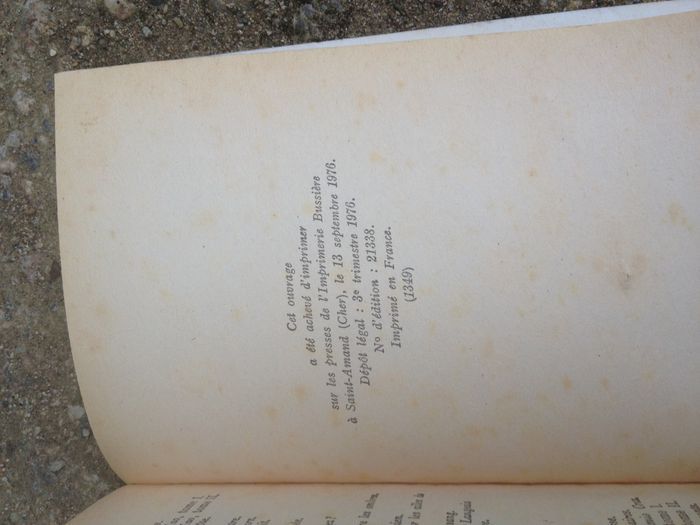 Cet ouvrage
a été achevé d'imprimer
sur les presses de l'Imprimerie Bussière
à Saint-Amand (Cher), le 13 septembre 1976.
Dépôt légal : 3e trimestre 1976.
No d'édition : 21338.
Imprimé en France.
(1349)